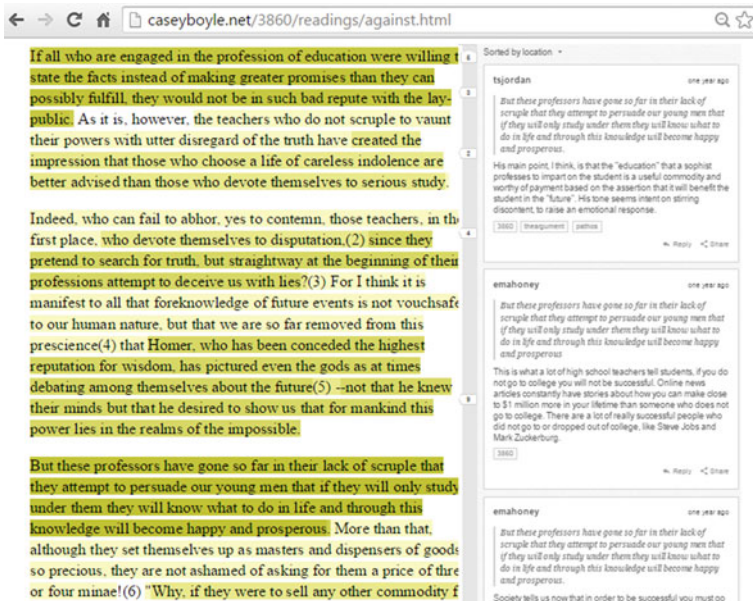 caseyboyle.net/3860/readings/against.html
If all who are engaged in the profession of education were willing t
state the facts instead of making greater promises than they can
possibly fulfill, they would not be in such bad repute with the lay-
public. As it is, however, the teachers who do not scruple to vaunt
their powers with utter disregard of the truth have created the
impression that those who choose a life of careless indolence are
better advised than those who devote themselves to serious study.
Indeed, who can fail to abhor, yes to contemn, those teachers, in the
first place, who devote themselves to disputation,(2) since they
pretend to search for truth, but straightway at the beginning of their
professions attempt to deceive us with lies?(3) For I think it is
manifest to all that foreknowledge of future events is not vouchsafe
to our human nature, but that we are so far removed from this
prescience(4) that Homer, who has been conceded the highest
reputation for wisdom, has pictured even the gods as at times
debating among themselves about the future(5) --not that he knew
their minds but that he desired to show us that for mankind this
power lies in the realms of the impossible.
But these professors have gone so far in their lack of scruple that
they attempt to persuade our young men that if they will only study
under them they will know what to do in life and through this
knowledge will become happy and prosperous. More than that,
although they set themselves up as masters and dispensers of goods
so precious, they are not ashamed of asking for them a price of thre
or four minae!(6) "Why, if they were to sell any other commodity f
Sorted by location
tsjordan one year ago
But these professors have gone so far in their lack of
scruple that they attempt to persuade our young men that
if they will only study under them they will know what to
do in life and through this knowledge will become happy
and prosperous.
His main point, I think, is that the "education" that a sophist
professes to impart on the student is a useful commodity and
worthy of payment based on the assertion that it will benefit the
student in the "future". His tone seems intent on stirring
discontent, to raise an emotional response.
3860 theargument pathos
Reply Share
emahoney one year ago
But these professors have gone so far in their lack of
scruple that they attempt to persuade our young men that
if they will only study under them they will know what to
do in life and through this knowledge will become happy
and prosperous
This is what a lot of high school teachers tell students, if you do
not go to college you will not be successful. Online news
articles constantly have stories about how you can make close
to $1 million more in your lifetime than someone who does not
go to college. There are a lot of really successful people who
did not go to or dropped out of college, like Steve Jobs and
Mark Zuckerburg.
3860
Reply Share
emahoney one year ago
But these professors have gone so far in their lack of
scruple that they attempt to persuade our young men that
if they will only study under them they will know what to
do in life and through this knowledge will become happy
and prosperous.
Society tells us now that in order to be successful you must go